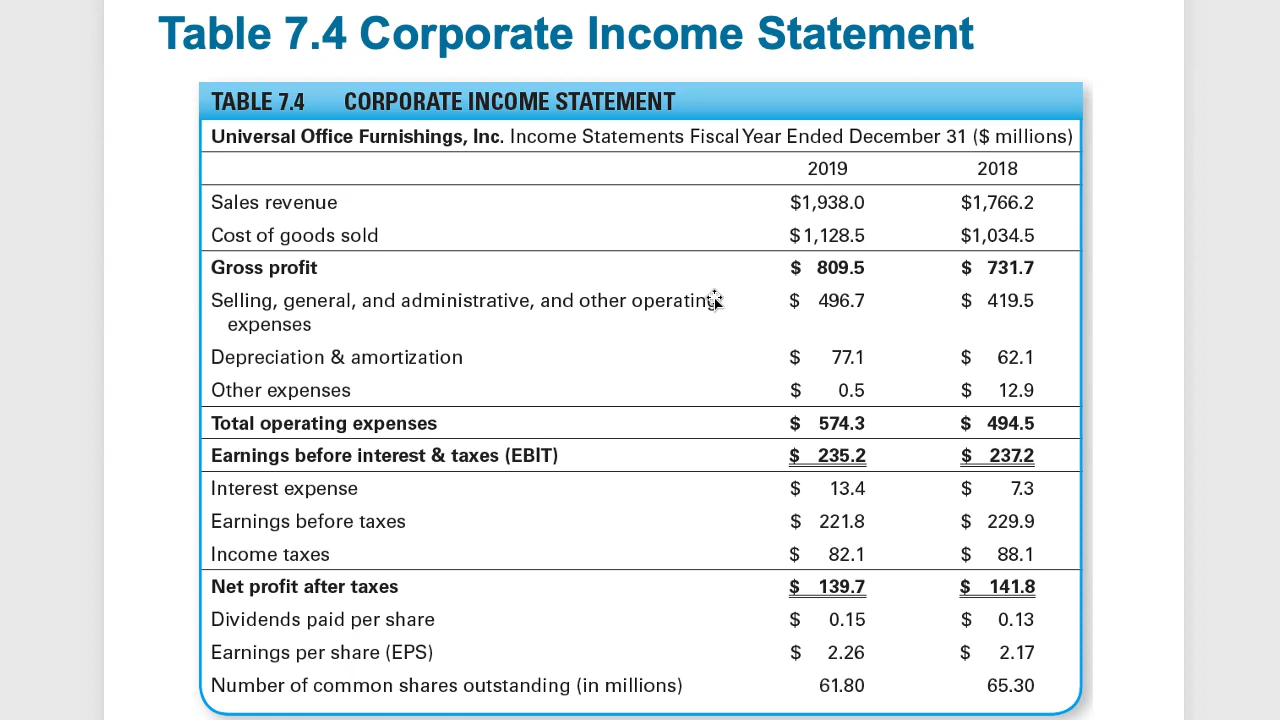 Table 7.4 Corporate Income Statement
TABLE 7.4 CORPORATE INCOME STATEMENT
Universal Office Furnishings, Inc. Income Statements Fiscal Year Ended December 31 ($ millions)
2019 2018
Sales revenue $1,938.0 $1,766.2
Cost of goods sold $1,128.5 $1,034.5
Gross profit $ 809.5 $ 731.7
Selling, general, and administrative, and other operating $ 496.7 $ 419.5
expenses
Depreciation & amortization $ 77.1 $ 62.1
Other expenses $ 0.5 $ 12.9
Total operating expenses $ 574.3 $ 494.5
Earnings before interest & taxes (EBIT) $ 235.2 $ 237.2
Interest expense $ 13.4 $ 7.3
Earnings before taxes $ 221.8 $ 229.9
Income taxes $ 82.1 $ 88.1
Net profit after taxes $ 139.7 $ 141.8
Dividends paid per share $ 0.15 $ 0.13
Earnings per share (EPS) $ 2.26 $ 2.17
Number of common shares outstanding (in millions) 61.80 65.30